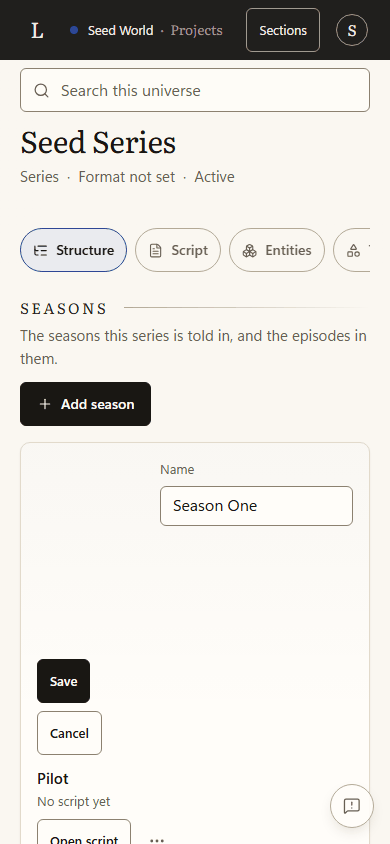 L
Seed World · Projects
Sections
S
Search this universe
Seed Series
Series · Format not set · Active
Structure
Script
Entities
SEASONS
The seasons this series is told in, and the episodes in
them.
+ Add season
Name
Season One
Save
Cancel
Pilot
No script yet
Open script